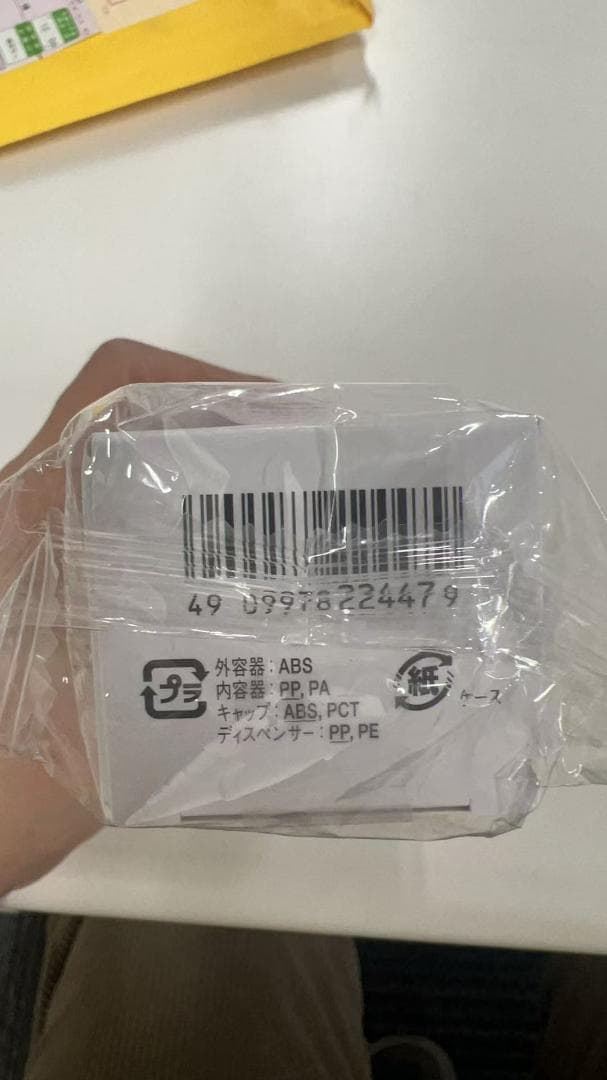 49 09978 22447 9
プラ
外容器：ABS
内容器：PP, PA
キャップ：ABS, PCT
ディスペンサー：PP, PE
紙
ケース